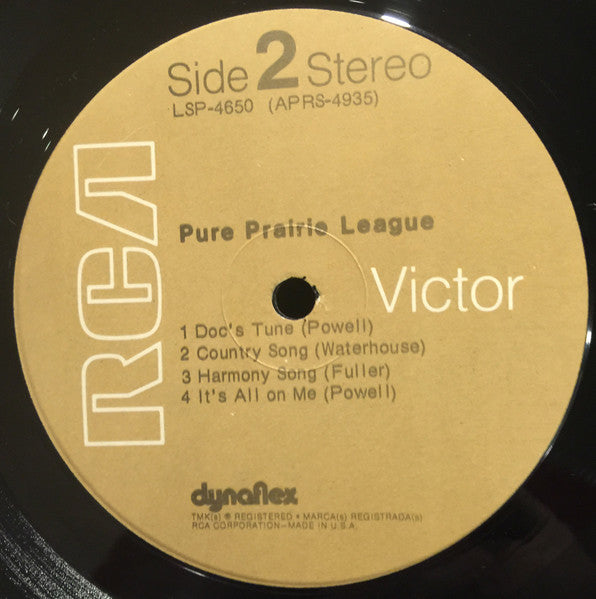 Side 2 Stereo
LSP-4650 (APRS-4935)
RCA
Pure Prairie League
Victor
1 Doc's Tune (Powell)
2 Country Song (Waterhouse)
3 Harmony Song (Fuller)
4 It's All on Me (Powell)
dynaflex
TMK(s) ® REGISTERED • MARCA(s) REGISTRADA(s)
RCA CORPORATION—MADE IN U.S.A.